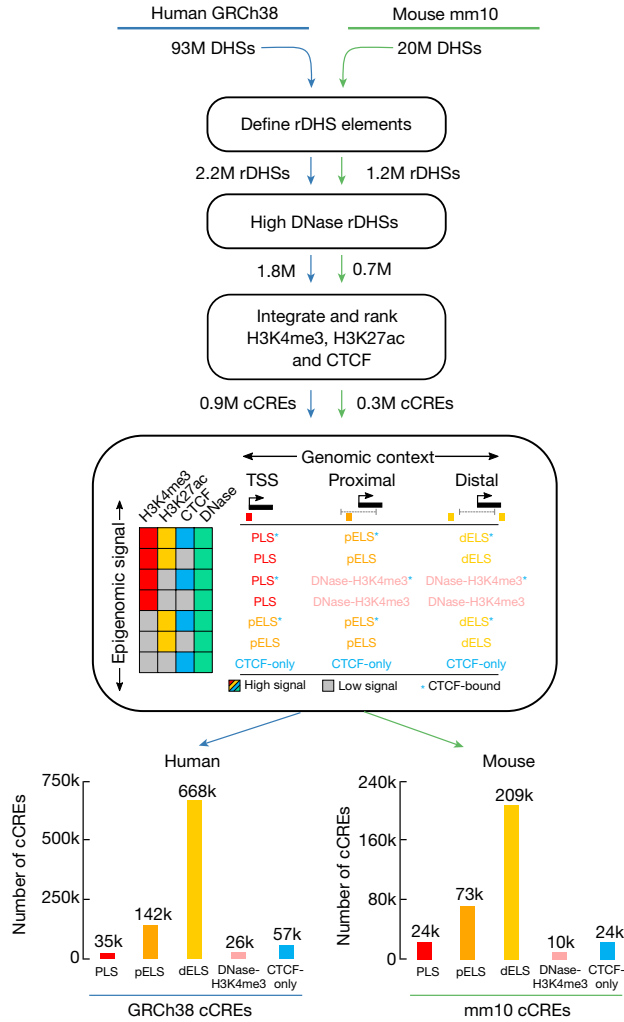 Human GRCh38
Mouse mm10
93M DHSs
20M DHSs
Define rDHS elements
2.2M rDHSs
1.2M rDHSs
High DNase rDHSs
1.8M
0.7M
Integrate and rank
H3K4me3, H3K27ac
and CTCF
0.9M cCREs
0.3M cCREs
Genomic context
H3K4me3
H3K27ac
CTCF
DNase
TSS Proximal Distal
Epigenomic signal
PLS* pELS* dELS*
PLS pELS dELS
PLS* DNase-H3K4me3* DNase-H3K4me3*
PLS DNase-H3K4me3 DNase-H3K4me3
pELS* pELS* dELS*
pELS pELS dELS
CTCF-only CTCF-only CTCF-only
High signal Low signal * CTCF-bound
Human
Number of cCREs
750k
500k
250k
0
35k
142k
668k
26k
57k
PLS
pELS
dELS
DNase-
H3K4me3
CTCF-
only
GRCh38 cCREs
Mouse
Number of cCREs
240k
160k
80k
0
24k
73k
209k
10k
24k
PLS
pELS
dELS
DNase-
H3K4me3
CTCF-
only
mm10 cCREs